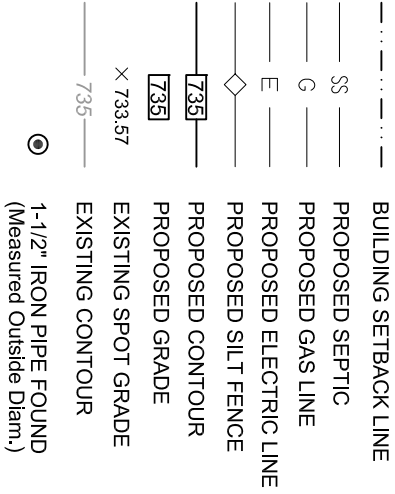 BUILDING SETBACK LINE
SS PROPOSED SEPTIC
G PROPOSED GAS LINE
E PROPOSED ELECTRIC LINE
PROPOSED SILT FENCE
735 PROPOSED CONTOUR
735 PROPOSED GRADE
× 733.57 EXISTING SPOT GRADE
735 EXISTING CONTOUR
1-1/2" IRON PIPE FOUND
(Measured Outside Diam.)